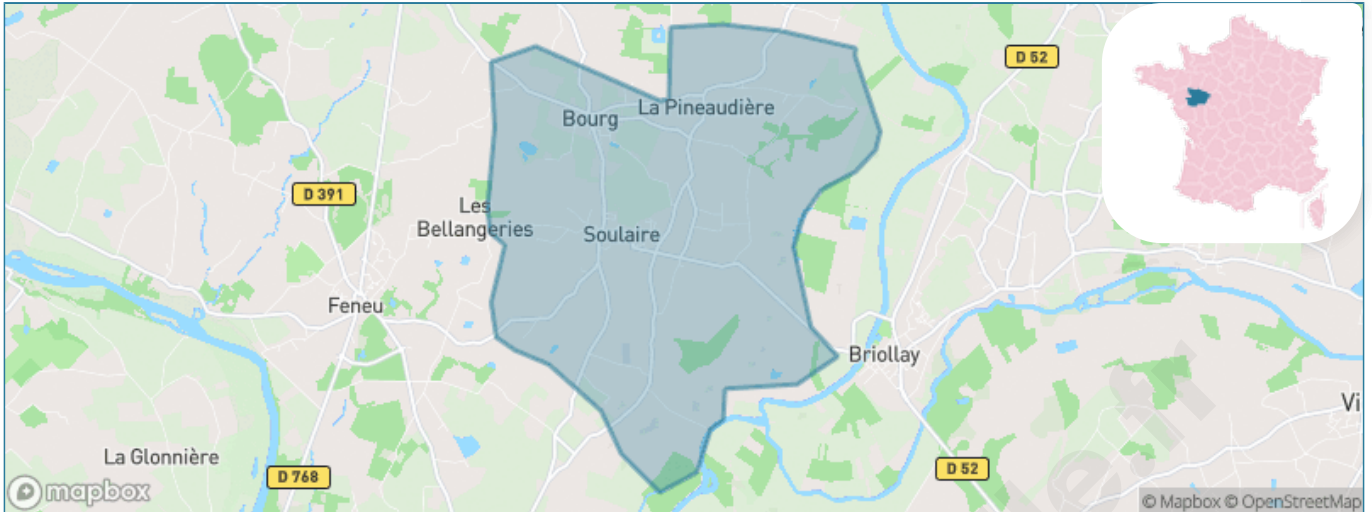 D 52
La Pineaudière
Bourg
D 391
Les
Bellangeries
Soulaire
Feneu
Briollay
Vi
La Glonnière
D 768
D 52
mapbox
© Mapbox © OpenStreetMap